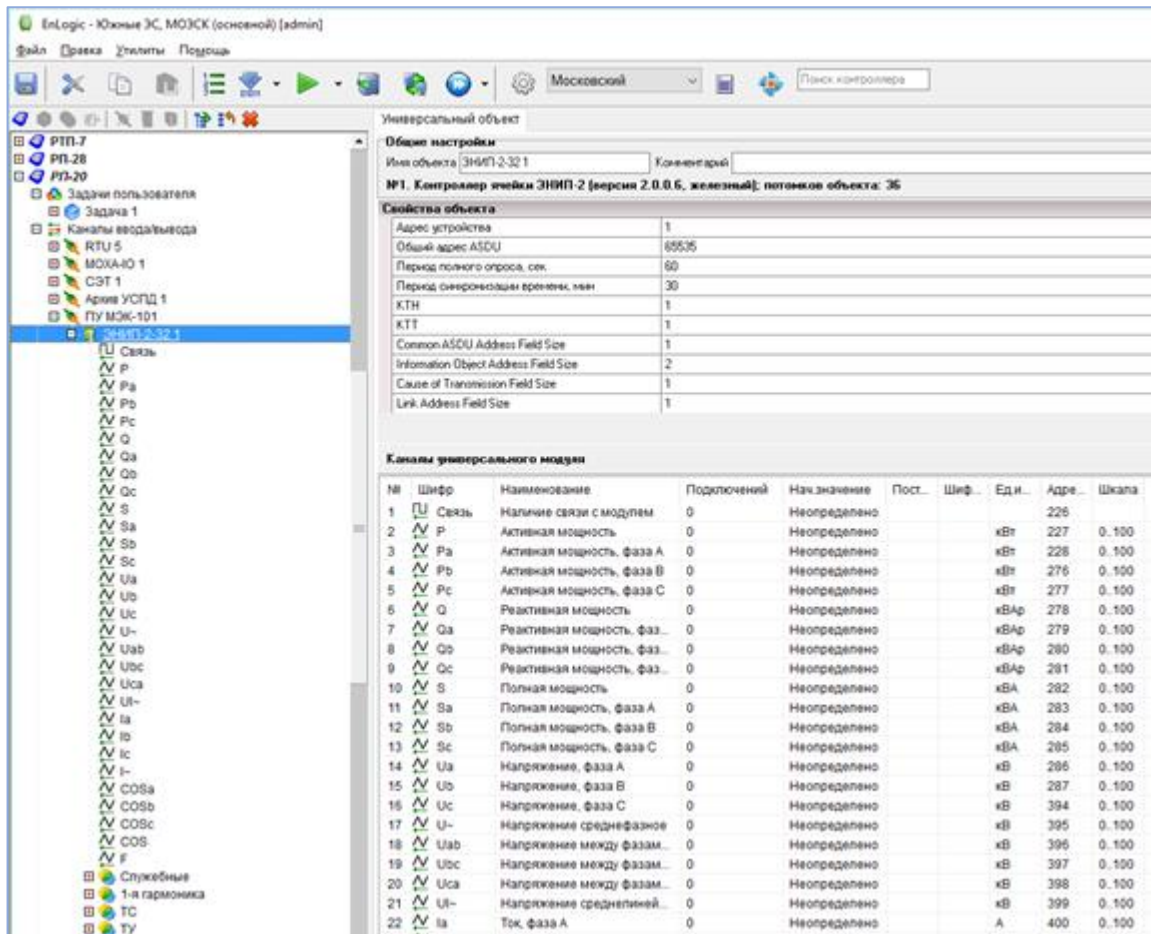 EnLogic - Южные ЭС, МОЭСК (основной) [admin]
Файл Правка Утилиты Помощь
Московский
Поиск контроллера
РТП-7
РП-28
РП-20
Задачи пользователя
Задача 1
Каналы ввода/вывода
RTU 5
MOXA-IO 1
СЭТ 1
Архив УСПД 1
ПУ МЭК-101
ЭНИП-2-32 1
Связь
P
Pa
Pb
Pc
Q
Qa
Qb
Qc
S
Sa
Sb
Sc
Ua
Ub
Uc
U~
Uab
Ubc
Uca
Ul~
Ia
Ib
Ic
I~
COSa
COSb
COSc
COS
F
Служебные
1-я гармоника
ТС
ТУ
Универсальный объект
Общие настройки
Имя объекта ЭНИП-2-32 1 Комментарий
№1. Контроллер ячейки ЭНИП-2 (версия 2.0.0.6, железный); потомков объекта: 36
Свойства объекта
Адрес устройства 1
Общий адрес ASDU 65535
Период полного опроса, сек. 60
Период синхронизации времени, мин 30
КТН 1
КТТ 1
Common ASDU Address Field Size 1
Information Object Address Field Size 2
Cause of Transmission Field Size 1
Link Address Field Size 1
Каналы универсального модуля
№ Шифр Наименование Подключений Нач.значение Пост... Шиф... Ед.и... Адре... Шкала
1 Связь Наличие связи с модулем 0 Неопределено 226
2 P Активная мощность 0 Неопределено кВт 227 0..100
3 Pa Активная мощность, фаза А 0 Неопределено кВт 228 0..100
4 Pb Активная мощность, фаза В 0 Неопределено кВт 276 0..100
5 Pc Активная мощность, фаза С 0 Неопределено кВт 277 0..100
6 Q Реактивная мощность 0 Неопределено кВАр 278 0..100
7 Qa Реактивная мощность, фаз... 0 Неопределено кВАр 279 0..100
8 Qb Реактивная мощность, фаз... 0 Неопределено кВАр 280 0..100
9 Qc Реактивная мощность, фаз... 0 Неопределено кВАр 281 0..100
10 S Полная мощность 0 Неопределено кВА 282 0..100
11 Sa Полная мощность, фаза А 0 Неопределено кВА 283 0..100
12 Sb Полная мощность, фаза В 0 Неопределено кВА 284 0..100
13 Sc Полная мощность, фаза С 0 Неопределено кВА 285 0..100
14 Ua Напряжение, фаза А 0 Неопределено кВ 286 0..100
15 Ub Напряжение, фаза В 0 Неопределено кВ 287 0..100
16 Uc Напряжение, фаза С 0 Неопределено кВ 394 0..100
17 U~ Напряжение среднефазное 0 Неопределено кВ 395 0..100
18 Uab Напряжение между фазам... 0 Неопределено кВ 396 0..100
19 Ubc Напряжение между фазам... 0 Неопределено кВ 397 0..100
20 Uca Напряжение между фазам... 0 Неопределено кВ 398 0..100
21 Ul~ Напряжение среднелиней... 0 Неопределено кВ 399 0..100
22 Ia Ток, фаза А 0 Неопределено А 400 0..100